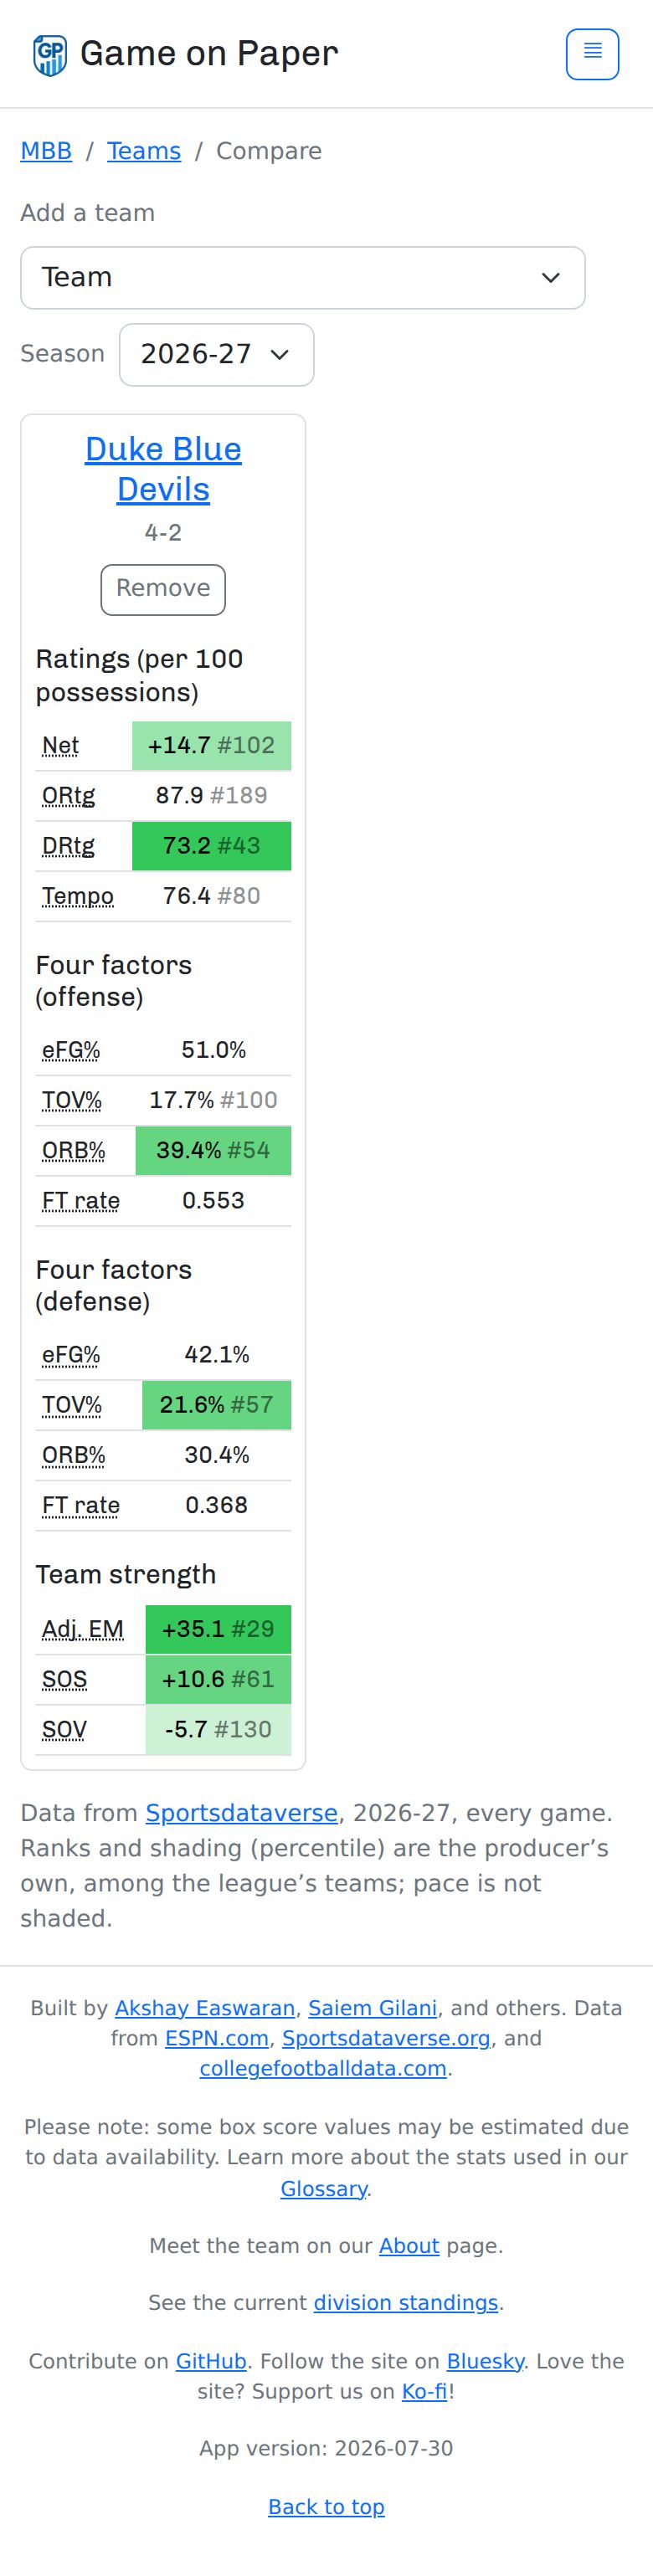 GP Game on Paper
MBB / Teams / Compare
Add a team
Team
Season 2026-27
Duke Blue
Devils
4-2
Remove
Ratings (per 100
possessions)
Net +14.7 #102
ORtg 87.9 #189
DRtg 73.2 #43
Tempo 76.4 #80
Four factors
(offense)
eFG% 51.0%
TOV% 17.7% #100
ORB% 39.4% #54
FT rate 0.553
Four factors
(defense)
eFG% 42.1%
TOV% 21.6% #57
ORB% 30.4%
FT rate 0.368
Team strength
Adj. EM +35.1 #29
SOS +10.6 #61
SOV -5.7 #130
Data from Sportsdataverse, 2026-27, every game.
Ranks and shading (percentile) are the producer’s
own, among the league’s teams; pace is not
shaded.
Built by Akshay Easwaran, Saiem Gilani, and others. Data
from ESPN.com, Sportsdataverse.org, and
collegefootballdata.com.
Please note: some box score values may be estimated due
to data availability. Learn more about the stats used in our
Glossary.
Meet the team on our About page.
See the current division standings.
Contribute on GitHub. Follow the site on Bluesky. Love the
site? Support us on Ko-fi!
App version: 2026-07-30
Back to top